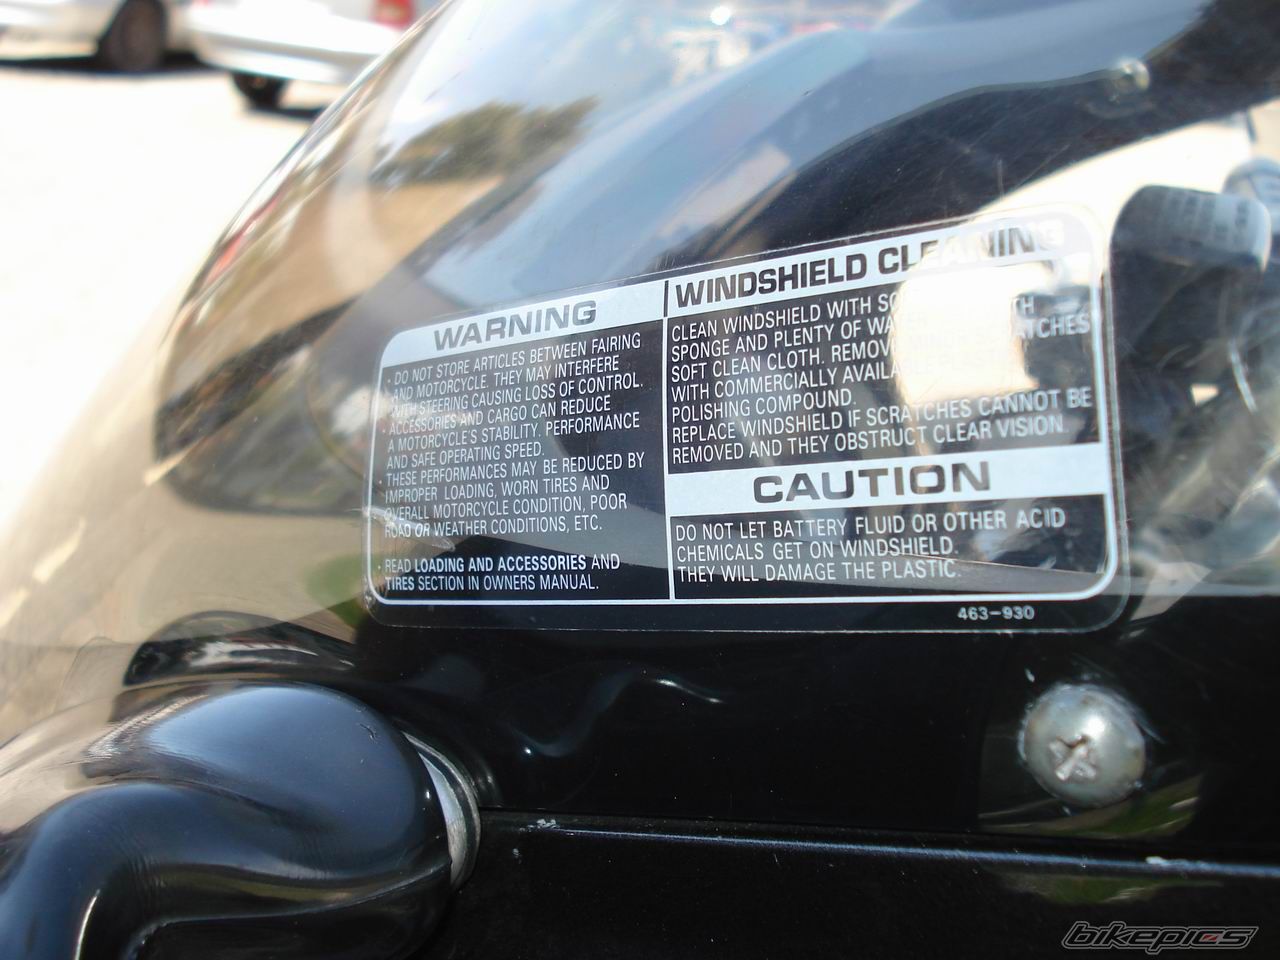 WARNING
• DO NOT STORE ARTICLES BETWEEN FAIRING
AND MOTORCYCLE. THEY MAY INTERFERE
WITH STEERING CAUSING LOSS OF CONTROL.
• ACCESSORIES AND CARGO CAN REDUCE
A MOTORCYCLE'S STABILITY. PERFORMANCE
AND SAFE OPERATING SPEED.
• THESE PERFORMANCES MAY BE REDUCED BY
IMPROPER LOADING, WORN TIRES AND
OVERALL MOTORCYCLE CONDITION, POOR
ROAD OR WEATHER CONDITIONS, ETC.
• READ LOADING AND ACCESSORIES AND
TIRES SECTION IN OWNERS MANUAL.
WINDSHIELD CLEANING
CLEAN WINDSHIELD WITH
SPONGE AND PLENTY OF WATER
SOFT CLEAN CLOTH. REMOVE SCRATCHES
WITH COMMERCIALLY AVAILABLE
POLISHING COMPOUND.
REPLACE WINDSHIELD IF SCRATCHES CANNOT BE
REMOVED AND THEY OBSTRUCT CLEAR VISION.
CAUTION
DO NOT LET BATTERY FLUID OR OTHER ACID
CHEMICALS GET ON WINDSHIELD.
THEY WILL DAMAGE THE PLASTIC.
463-930
bikepics